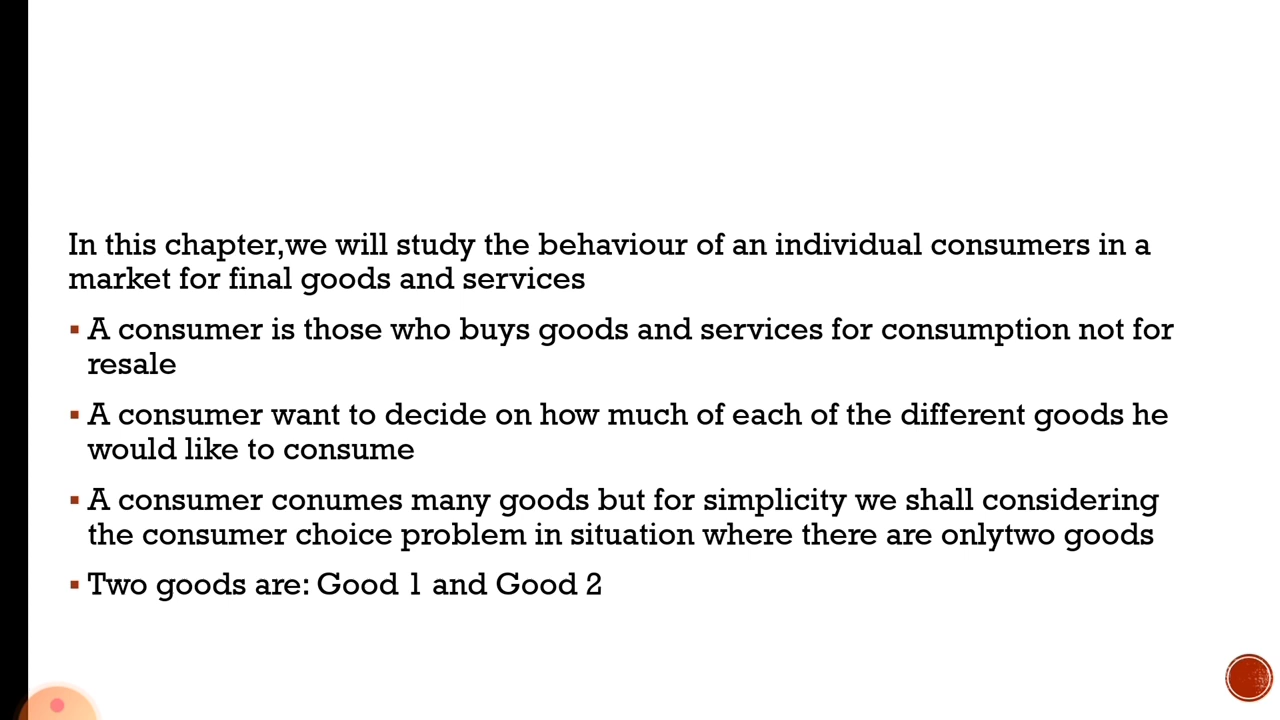 In this chapter,we will study the behaviour of an individual consumers in a
market for final goods and services
▪ A consumer is those who buys goods and services for consumption not for
resale
▪ A consumer want to decide on how much of each of the different goods he
would like to consume
▪ A consumer conumes many goods but for simplicity we shall considering
the consumer choice problem in situation where there are onlytwo goods
▪ Two goods are: Good 1 and Good 2